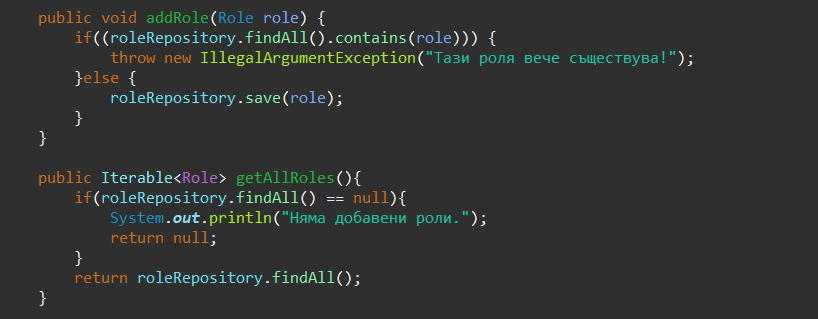 public void addRole(Role role) {
if((roleRepository.findAll().contains(role))) {
throw new IllegalArgumentException("Тази роля вече съществува!");
}else {
roleRepository.save(role);
}
}
public Iterable<Role> getAllRoles(){
if(roleRepository.findAll() == null){
System.out.println("Няма добавени роли.");
return null;
}
return roleRepository.findAll();
}